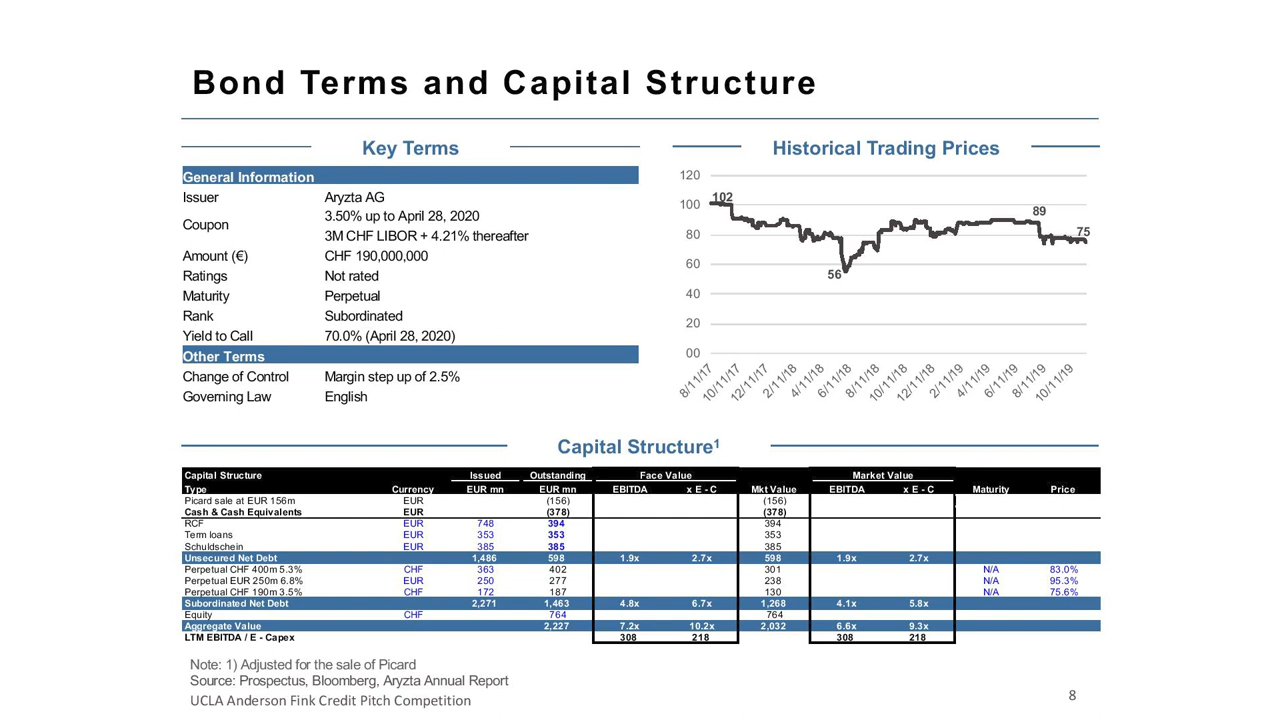 Bond Terms and Capital Structure
Key Terms
General Information
Issuer Aryzta AG
Coupon 3.50% up to April 28, 2020
3M CHF LIBOR + 4.21% thereafter
Amount (€) CHF 190,000,000
Ratings Not rated
Maturity Perpetual
Rank Subordinated
Yield to Call 70.0% (April 28, 2020)
Other Terms
Change of Control Margin step up of 2.5%
Governing Law English
Historical Trading Prices
120
100
80
60
40
20
00
102
56
89
75
8/11/17 10/11/17 12/11/17 2/11/18 4/11/18 6/11/18 8/11/18 10/11/18 12/11/18 2/11/19 4/11/19 6/11/19 8/11/19 10/11/19
Capital Structure¹
Capital Structure Issued Outstanding Face Value Market Value
Type Currency EUR mn EUR mn EBITDA x E - C Mkt Value EBITDA x E - C Maturity Price
Picard sale at EUR 156m EUR (156) (156)
Cash & Cash Equivalents EUR (378) (378)
RCF EUR 748 394 394
Term loans EUR 353 353 353
Schuldschein EUR 385 385 385
Unsecured Net Debt 1,486 598 1.9x 2.7x 598 1.9x 2.7x
Perpetual CHF 400m 5.3% CHF 363 402 301 N/A 83.0%
Perpetual EUR 250m 6.8% EUR 250 277 238 N/A 95.3%
Perpetual CHF 190m 3.5% CHF 172 187 130 N/A 75.6%
Subordinated Net Debt 2,271 1,463 4.8x 6.7x 1,268 4.1x 5.8x
Equity CHF 764 764
Aggregate Value 2,227 7.2x 10.2x 2,032 6.6x 9.3x
LTM EBITDA / E - Capex 308 218 308 218
Note: 1) Adjusted for the sale of Picard
Source: Prospectus, Bloomberg, Aryzta Annual Report
UCLA Anderson Fink Credit Pitch Competition
8